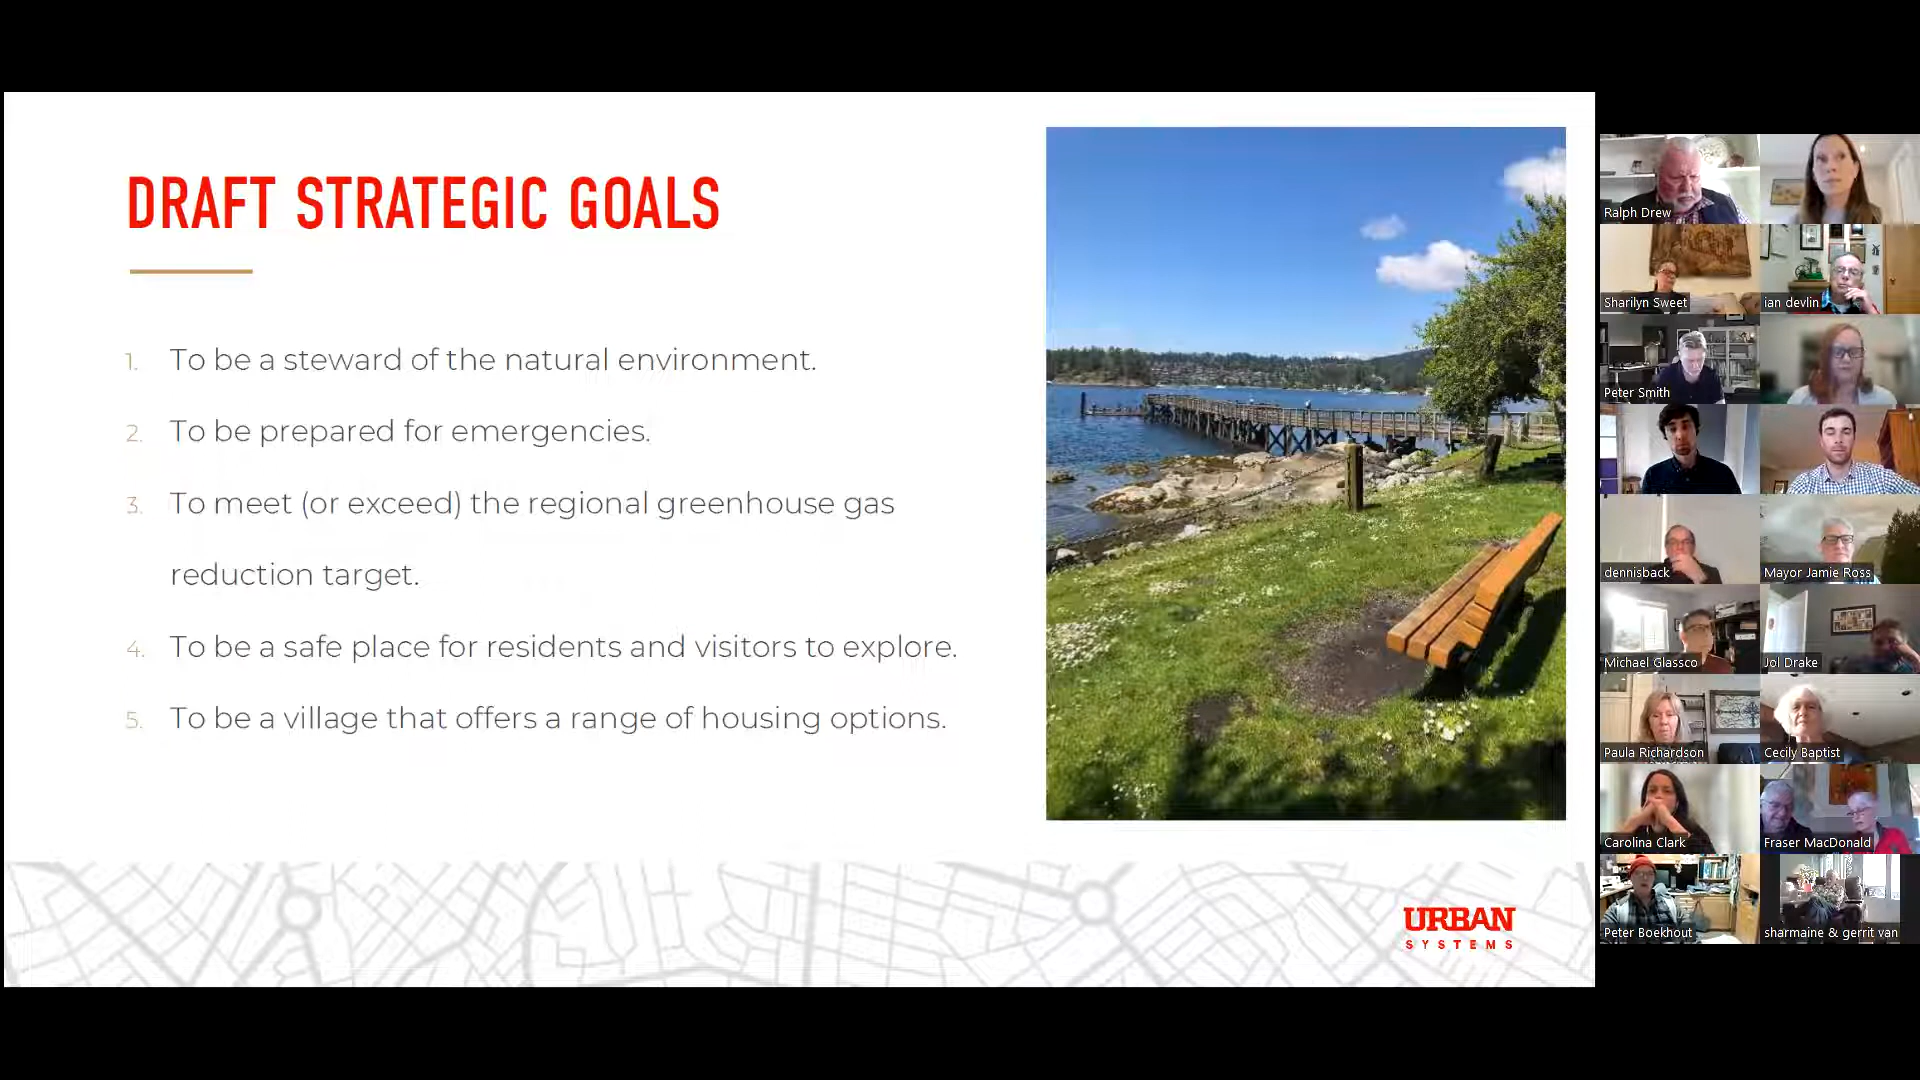 DRAFT STRATEGIC GOALS
1. To be a steward of the natural environment.
2. To be prepared for emergencies.
3. To meet (or exceed) the regional greenhouse gas
reduction target.
4. To be a safe place for residents and visitors to explore.
5. To be a village that offers a range of housing options.
URBAN
SYSTEMS
Ralph Drew
Sharilyn Sweet
ian devlin
Peter Smith
dennisback
Mayor Jamie Ross
Michael Glassco
Jol Drake
Paula Richardson
Cecily Baptist
Carolina Clark
Fraser MacDonald
Peter Boekhout
sharmaine & gerrit van